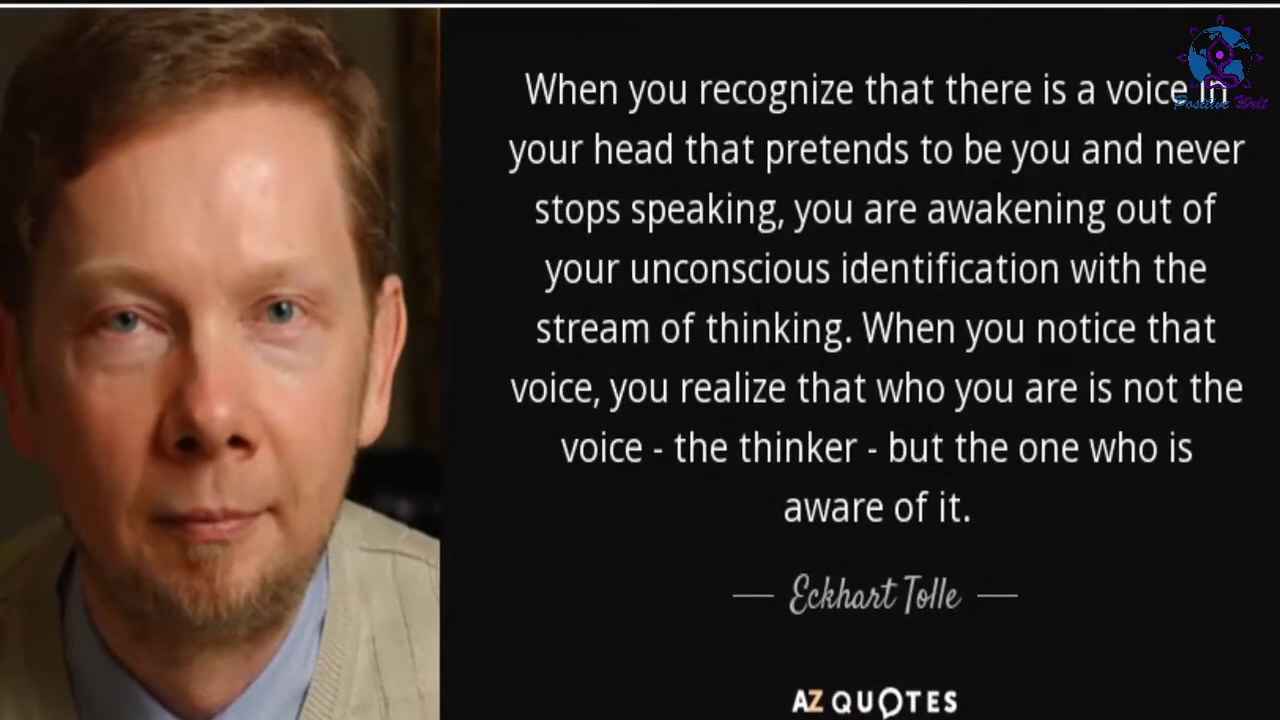 When you recognize that there is a voice in
your head that pretends to be you and never
stops speaking, you are awakening out of
your unconscious identification with the
stream of thinking. When you notice that
voice, you realize that who you are is not the
voice - the thinker - but the one who is
aware of it.
— Eckhart Tolle —
AZ QUOTES
Positive Welt